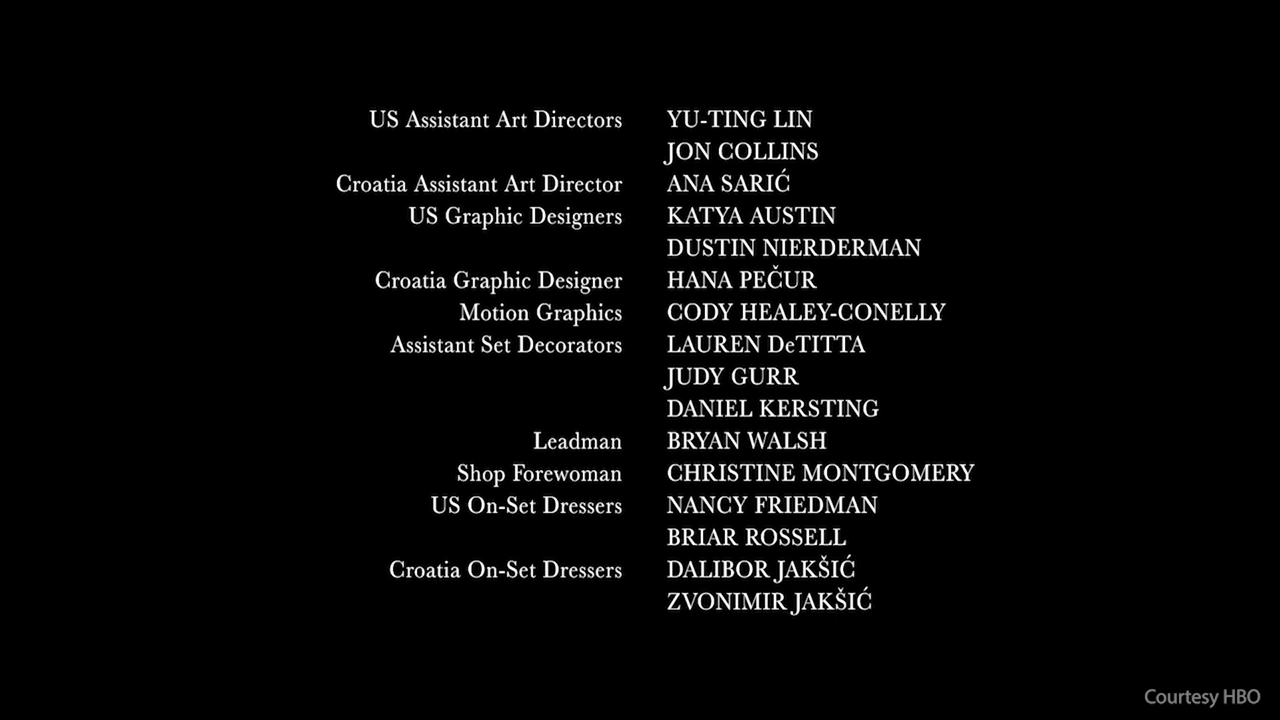 US Assistant Art Directors YU-TING LIN
JON COLLINS
Croatia Assistant Art Director ANA SARIĆ
US Graphic Designers KATYA AUSTIN
DUSTIN NIERDERMAN
Croatia Graphic Designer HANA PEČUR
Motion Graphics CODY HEALEY-CONELLY
Assistant Set Decorators LAUREN DeTITTA
JUDY GURR
DANIEL KERSTING
Leadman BRYAN WALSH
Shop Forewoman CHRISTINE MONTGOMERY
US On-Set Dressers NANCY FRIEDMAN
BRIAR ROSSELL
Croatia On-Set Dressers DALIBOR JAKŠIĆ
ZVONIMIR JAKŠIĆ
Courtesy HBO